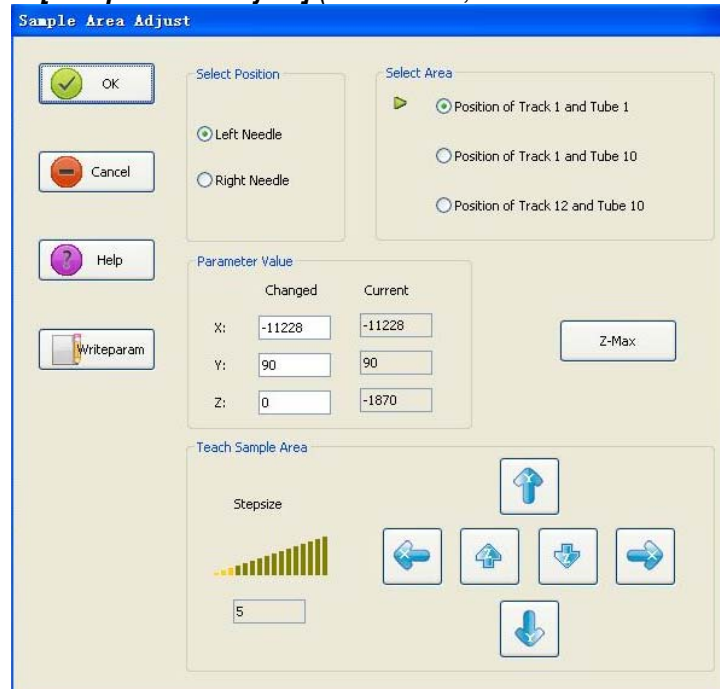 Sample Area Adjust
OK
Cancel
Help
Writeparam
Select Position
Left Needle
Right Needle
Select Area
Position of Track 1 and Tube 1
Position of Track 1 and Tube 10
Position of Track 12 and Tube 10
Parameter Value
Changed Current
X: -11228 -11228
Y: 90 90
Z: 0 -1870
Z-Max
Teach Sample Area
Stepsize
5
Y
X Z Z X
Y